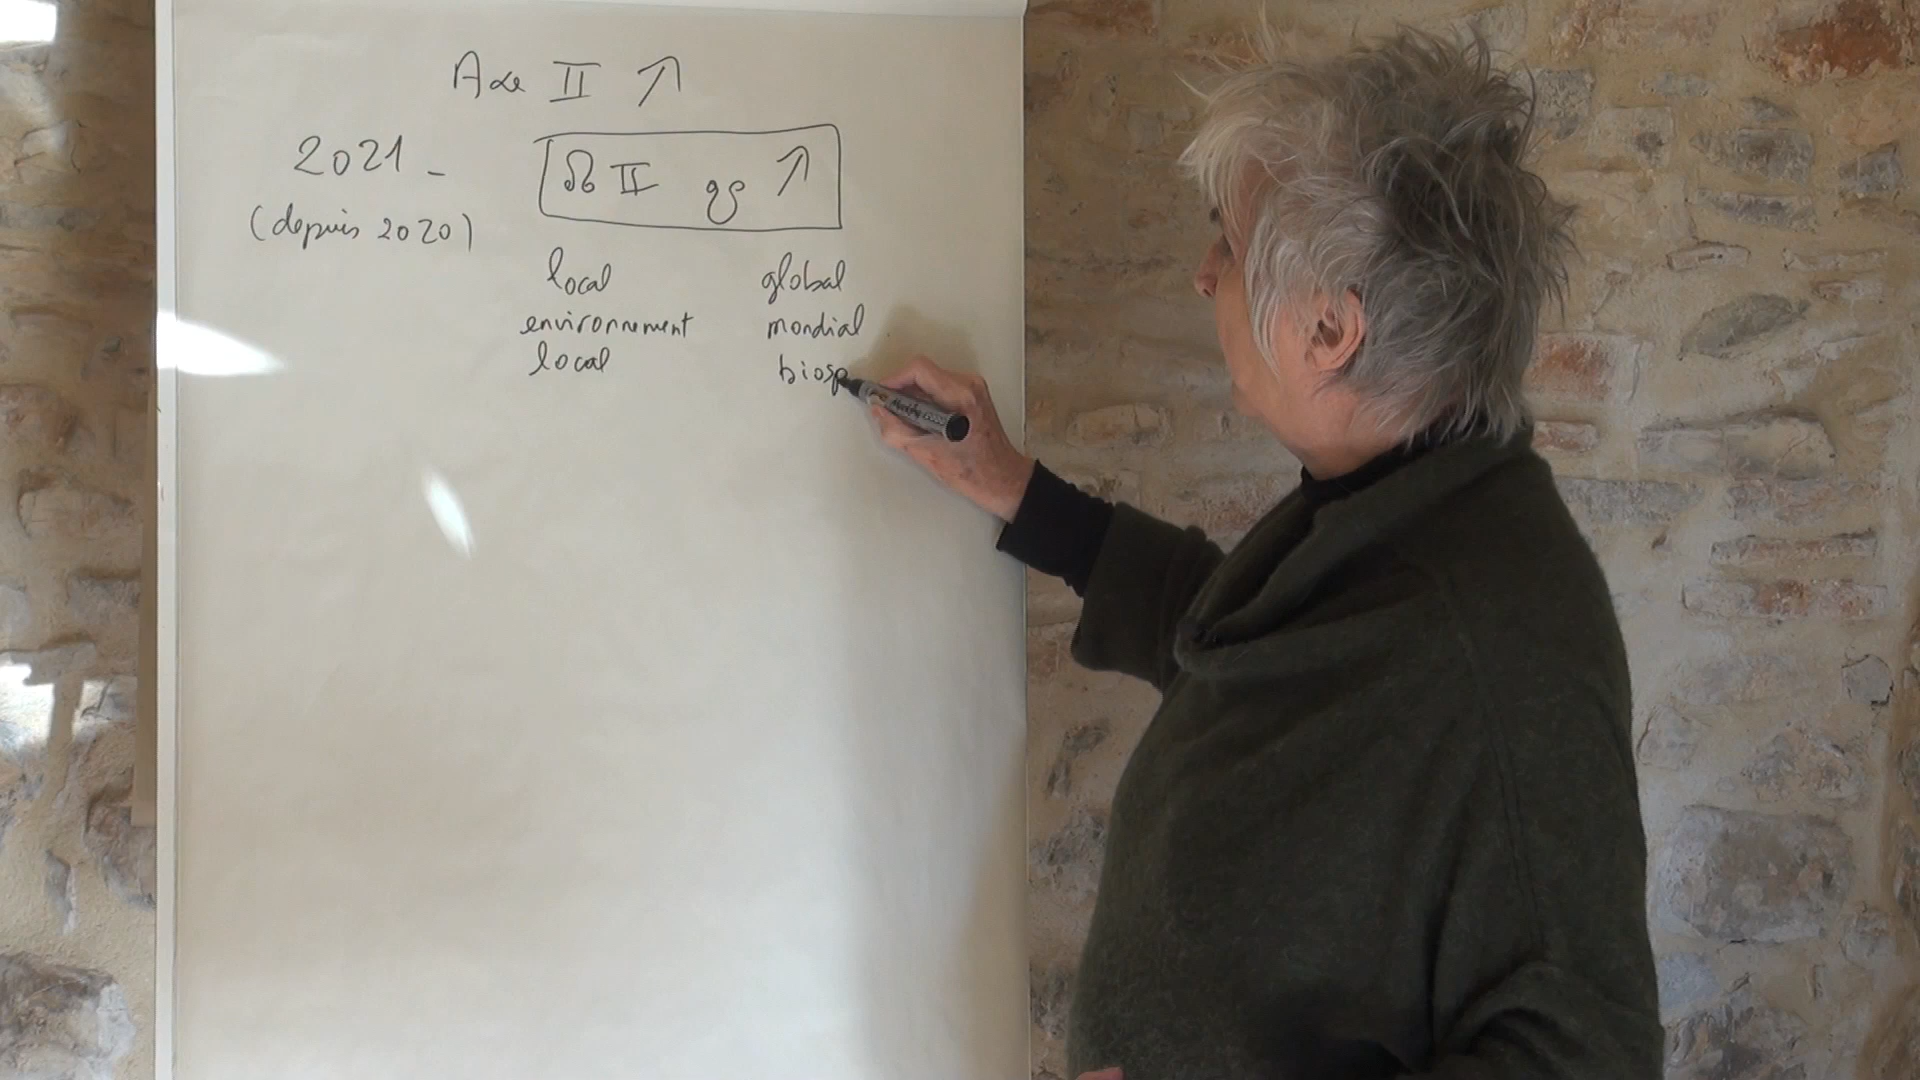 Axe II ↗
2021 -
(depuis 2020)
II ↗
local global
environnement mondial
local biosp